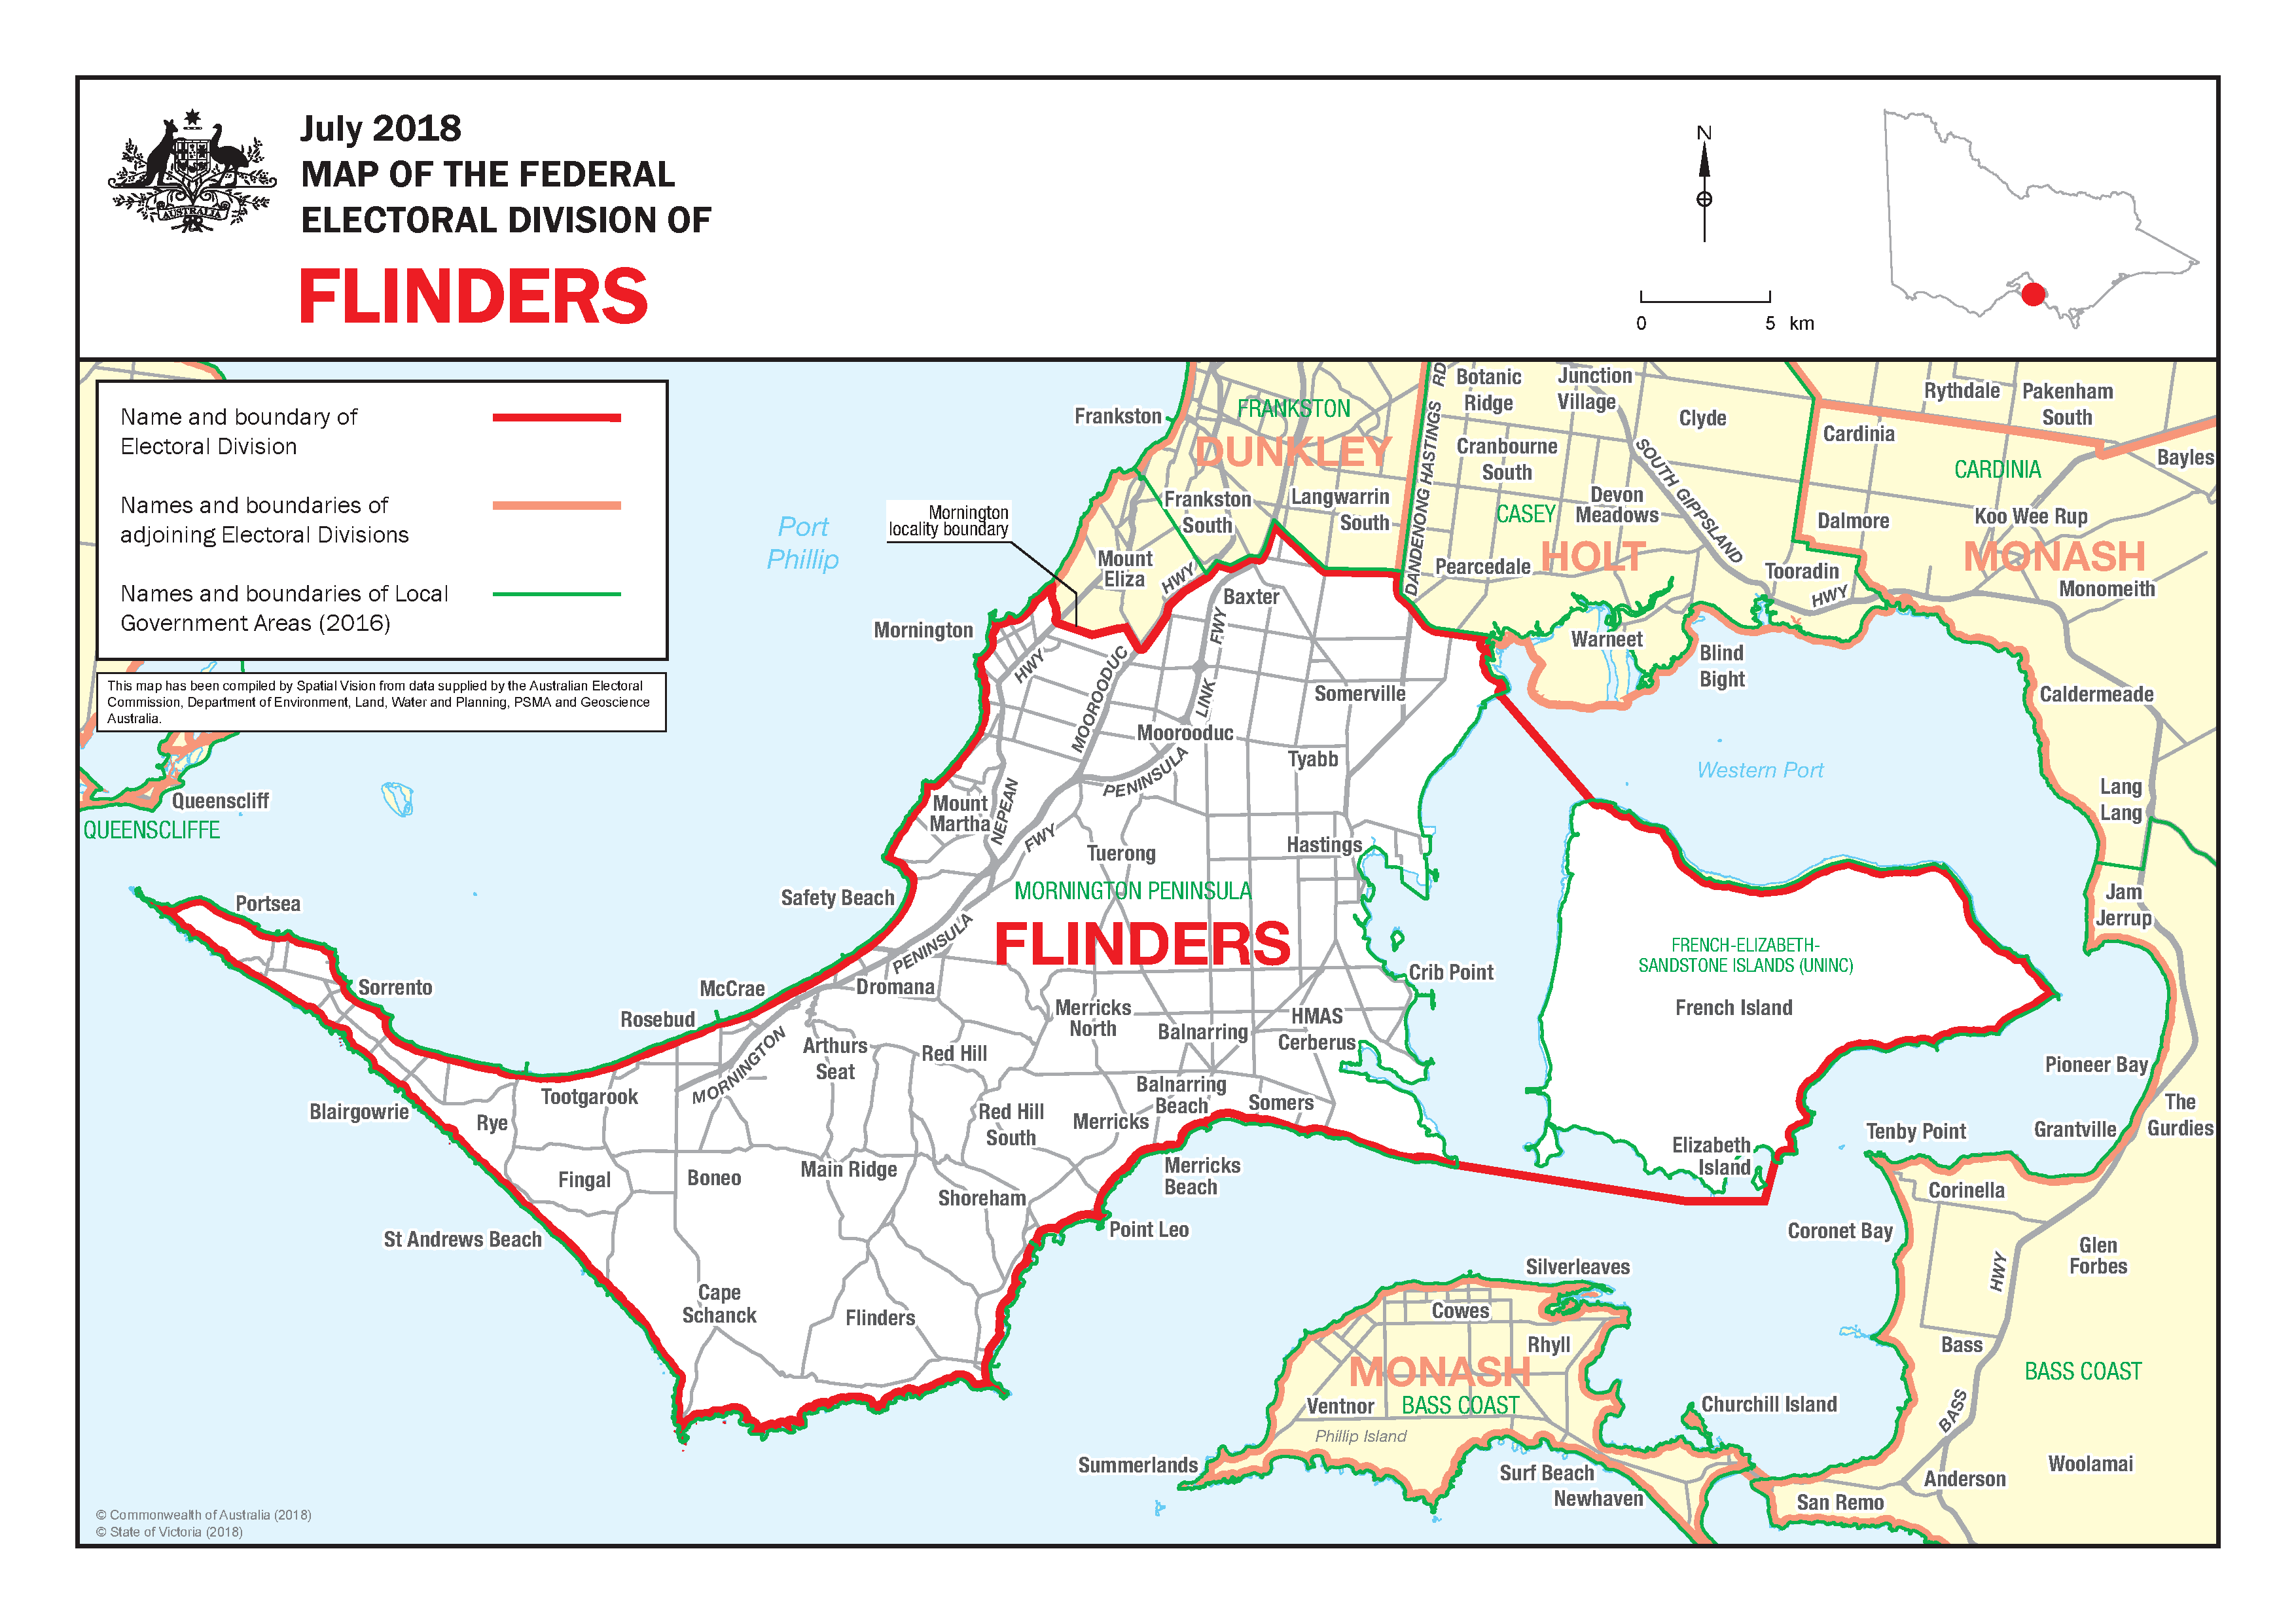 AUSTRALIA
July 2018
MAP OF THE FEDERAL
ELECTORAL DIVISION OF
FLINDERS
N
0 5 km
Name and boundary of
Electoral Division
Names and boundaries of
adjoining Electoral Divisions
Names and boundaries of Local
Government Areas (2016)
This map has been compiled by Spatial Vision from data supplied by the Australian Electoral
Commission, Department of Environment, Land, Water and Planning, PSMA and Geoscience
Australia.
Port
Phillip
Mornington
locality boundary
Frankston
FRANKSTON
DUNKLEY
Frankston
South
Langwarrin
South
Mount
Eliza
HWY
Baxter
DANDENONG HASTINGS RD
Botanic
Ridge
Junction
Village
Clyde
Cranbourne
South
SOUTH GIPPSLAND
HWY
CASEY
Devon
Meadows
HOLT
Pearcedale
Tooradin
Warneet
Blind
Bight
Rythdale
Pakenham
South
Cardinia
Bayles
CARDINIA
Dalmore
Koo Wee Rup
MONASH
Monomeith
Caldermeade
Western Port
Lang
Lang
Jam
Jerrup
Mornington
HWY
MOOROODUC
FWY
LINK
PENINSULA
Somerville
Moorooduc
Tyabb
Mount
Martha
NEPEAN
FWY
Tuerong
Hastings
Queenscliff
QUEENSCLIFFE
Safety Beach
MORNINGTON PENINSULA
FLINDERS
PENINSULA
Portsea
Sorrento
McCrae
Dromana
Rosebud
MORNINGTON
Arthurs
Seat
Red Hill
Merricks
North
Balnarring
HMAS
Cerberus
Crib Point
FRENCH-ELIZABETH-
SANDSTONE ISLANDS (UNINC)
French Island
Blairgowrie
Rye
Tootgarook
Balnarring
Beach
Somers
Red Hill
South
Merricks
Elizabeth
Island
Tenby Point
Pioneer Bay
The
Gurdies
Grantville
Fingal
Boneo
Main Ridge
Merricks
Beach
Shoreham
Point Leo
St Andrews Beach
Corinella
Coronet Bay
Glen
Forbes
HWY
Silverleaves
Cape
Schanck
Flinders
Cowes
Rhyll
MONASH
Ventnor
BASS COAST
Phillip Island
Churchill Island
Bass
BASS COAST
BASS
Summerlands
Surf Beach
Newhaven
San Remo
Anderson
Woolamai
© Commonwealth of Australia (2018)
© State of Victoria (2018)